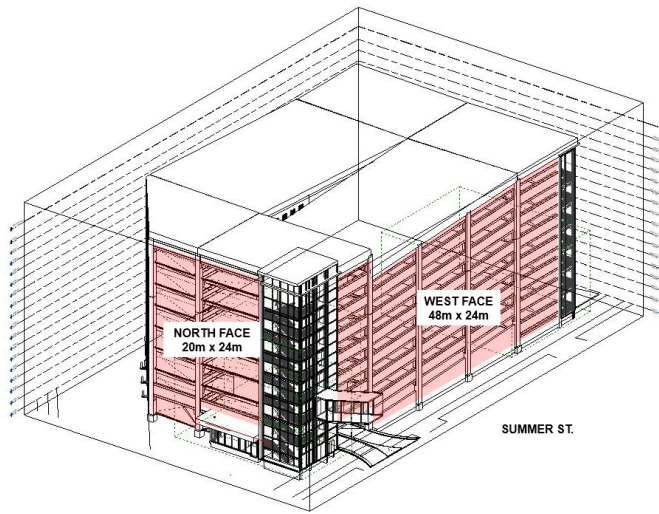 NORTH FACE
20m x 24m
WEST FACE
48m x 24m
SUMMER ST.